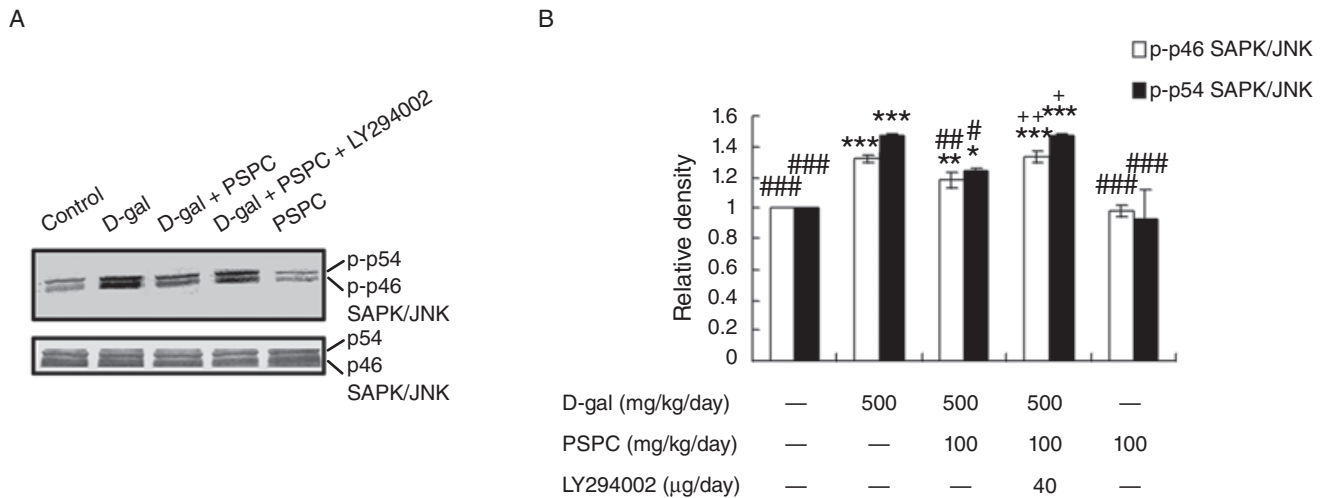 A
Control
D-gal
D-gal + PSPC
D-gal + PSPC + LY294002
PSPC
p-p54
p-p46
SAPK/JNK
p54
p46
SAPK/JNK
B
p-p46 SAPK/JNK
p-p54 SAPK/JNK
Relative density
1.6
1.4
1.2
1
0.8
0.6
0.4
0.2
0
### ###
*** ***
## # ** *
++ + *** ***
### ###
D-gal (mg/kg/day) — 500 500 500 —
PSPC (mg/kg/day) — — 100 100 100
LY294002 (μg/day) — — — 40 —